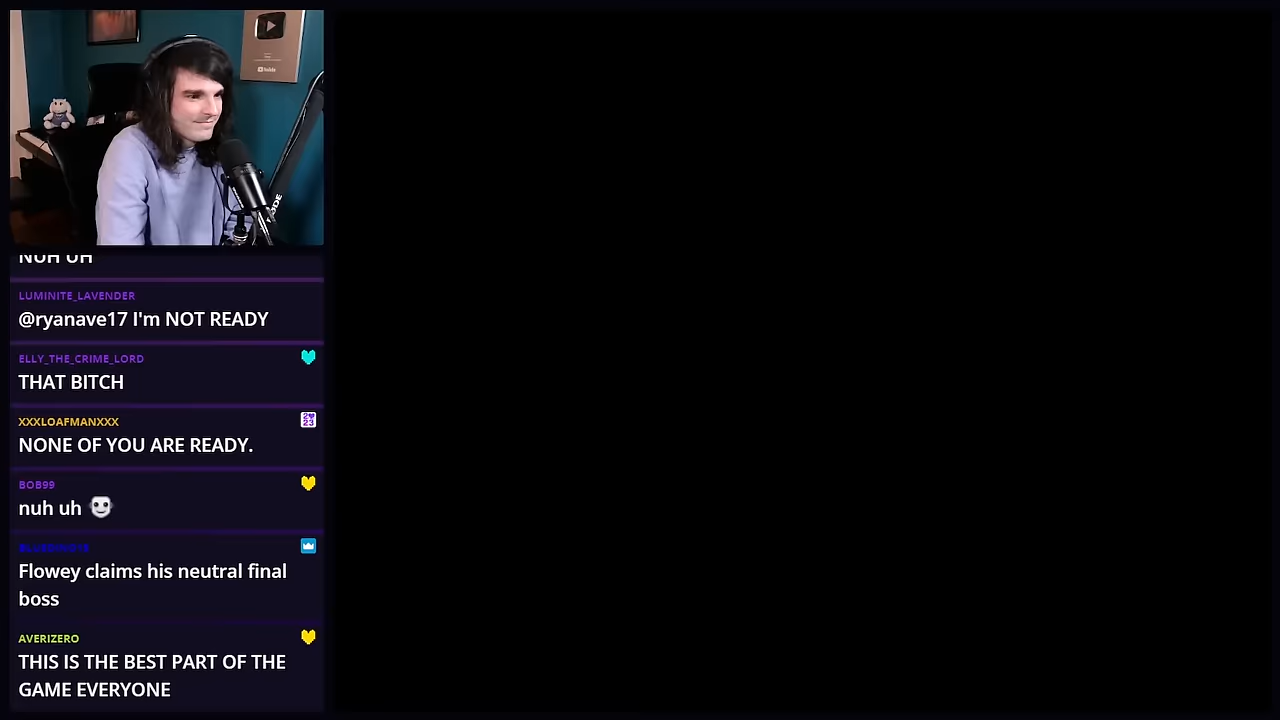 NUH UH
LUMINITE_LAVENDER
@ryanave17 I'm NOT READY
ELLY_THE_CRIME_LORD
THAT BITCH
XXXLOAFMANXXX
NONE OF YOU ARE READY.
BOB99
nuh uh
Flowey claims his neutral final
boss
AVERIZERO
THIS IS THE BEST PART OF THE
GAME EVERYONE